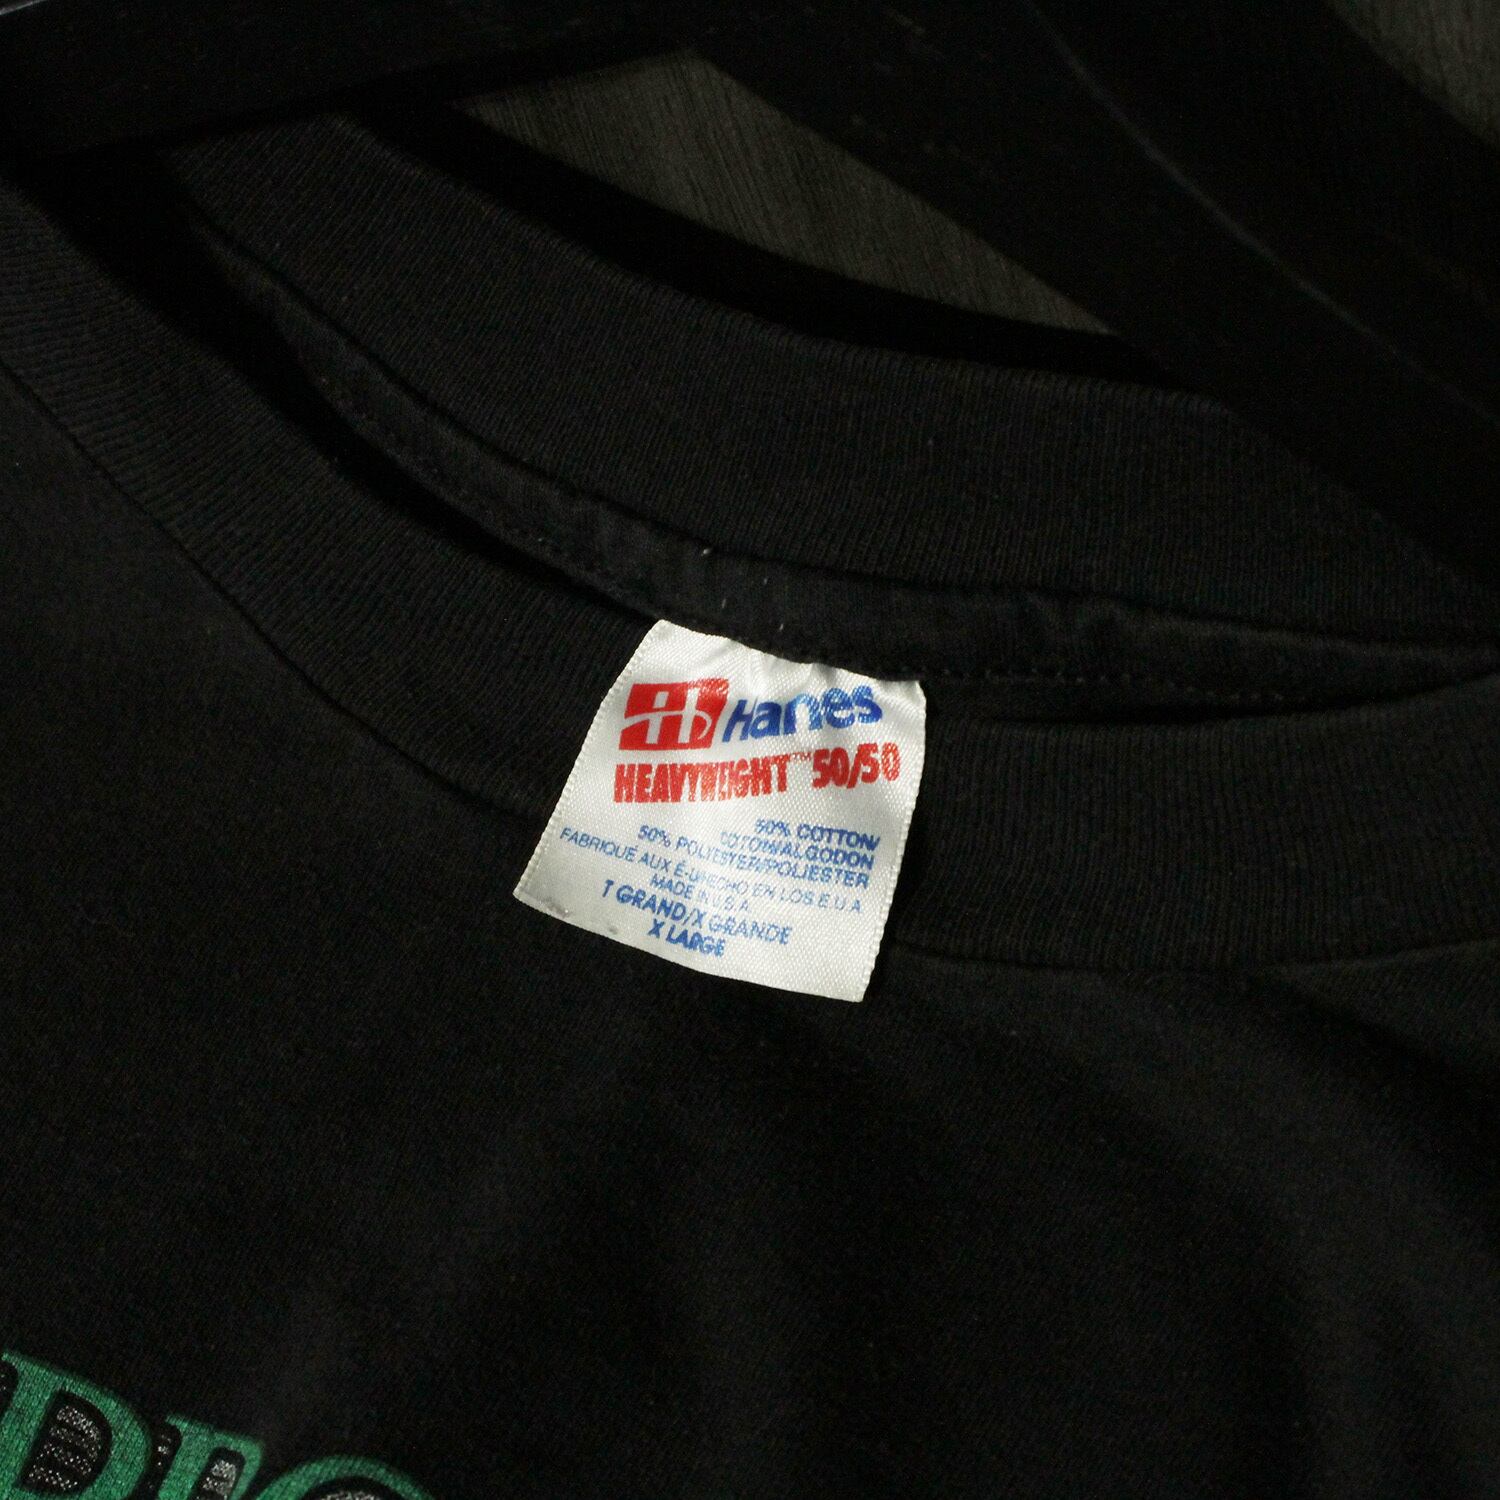 Hanes
HEAVYWEIGHT™ 50/50
50% COTTON/
COTON/ALGODON
50% POLYESTER/POLIESTER
FABRIQUÉ AUX É-U/HECHO EN LOS E.U.A
MADE IN U.S.A.
T GRAND/X GRANDE
X LARGE